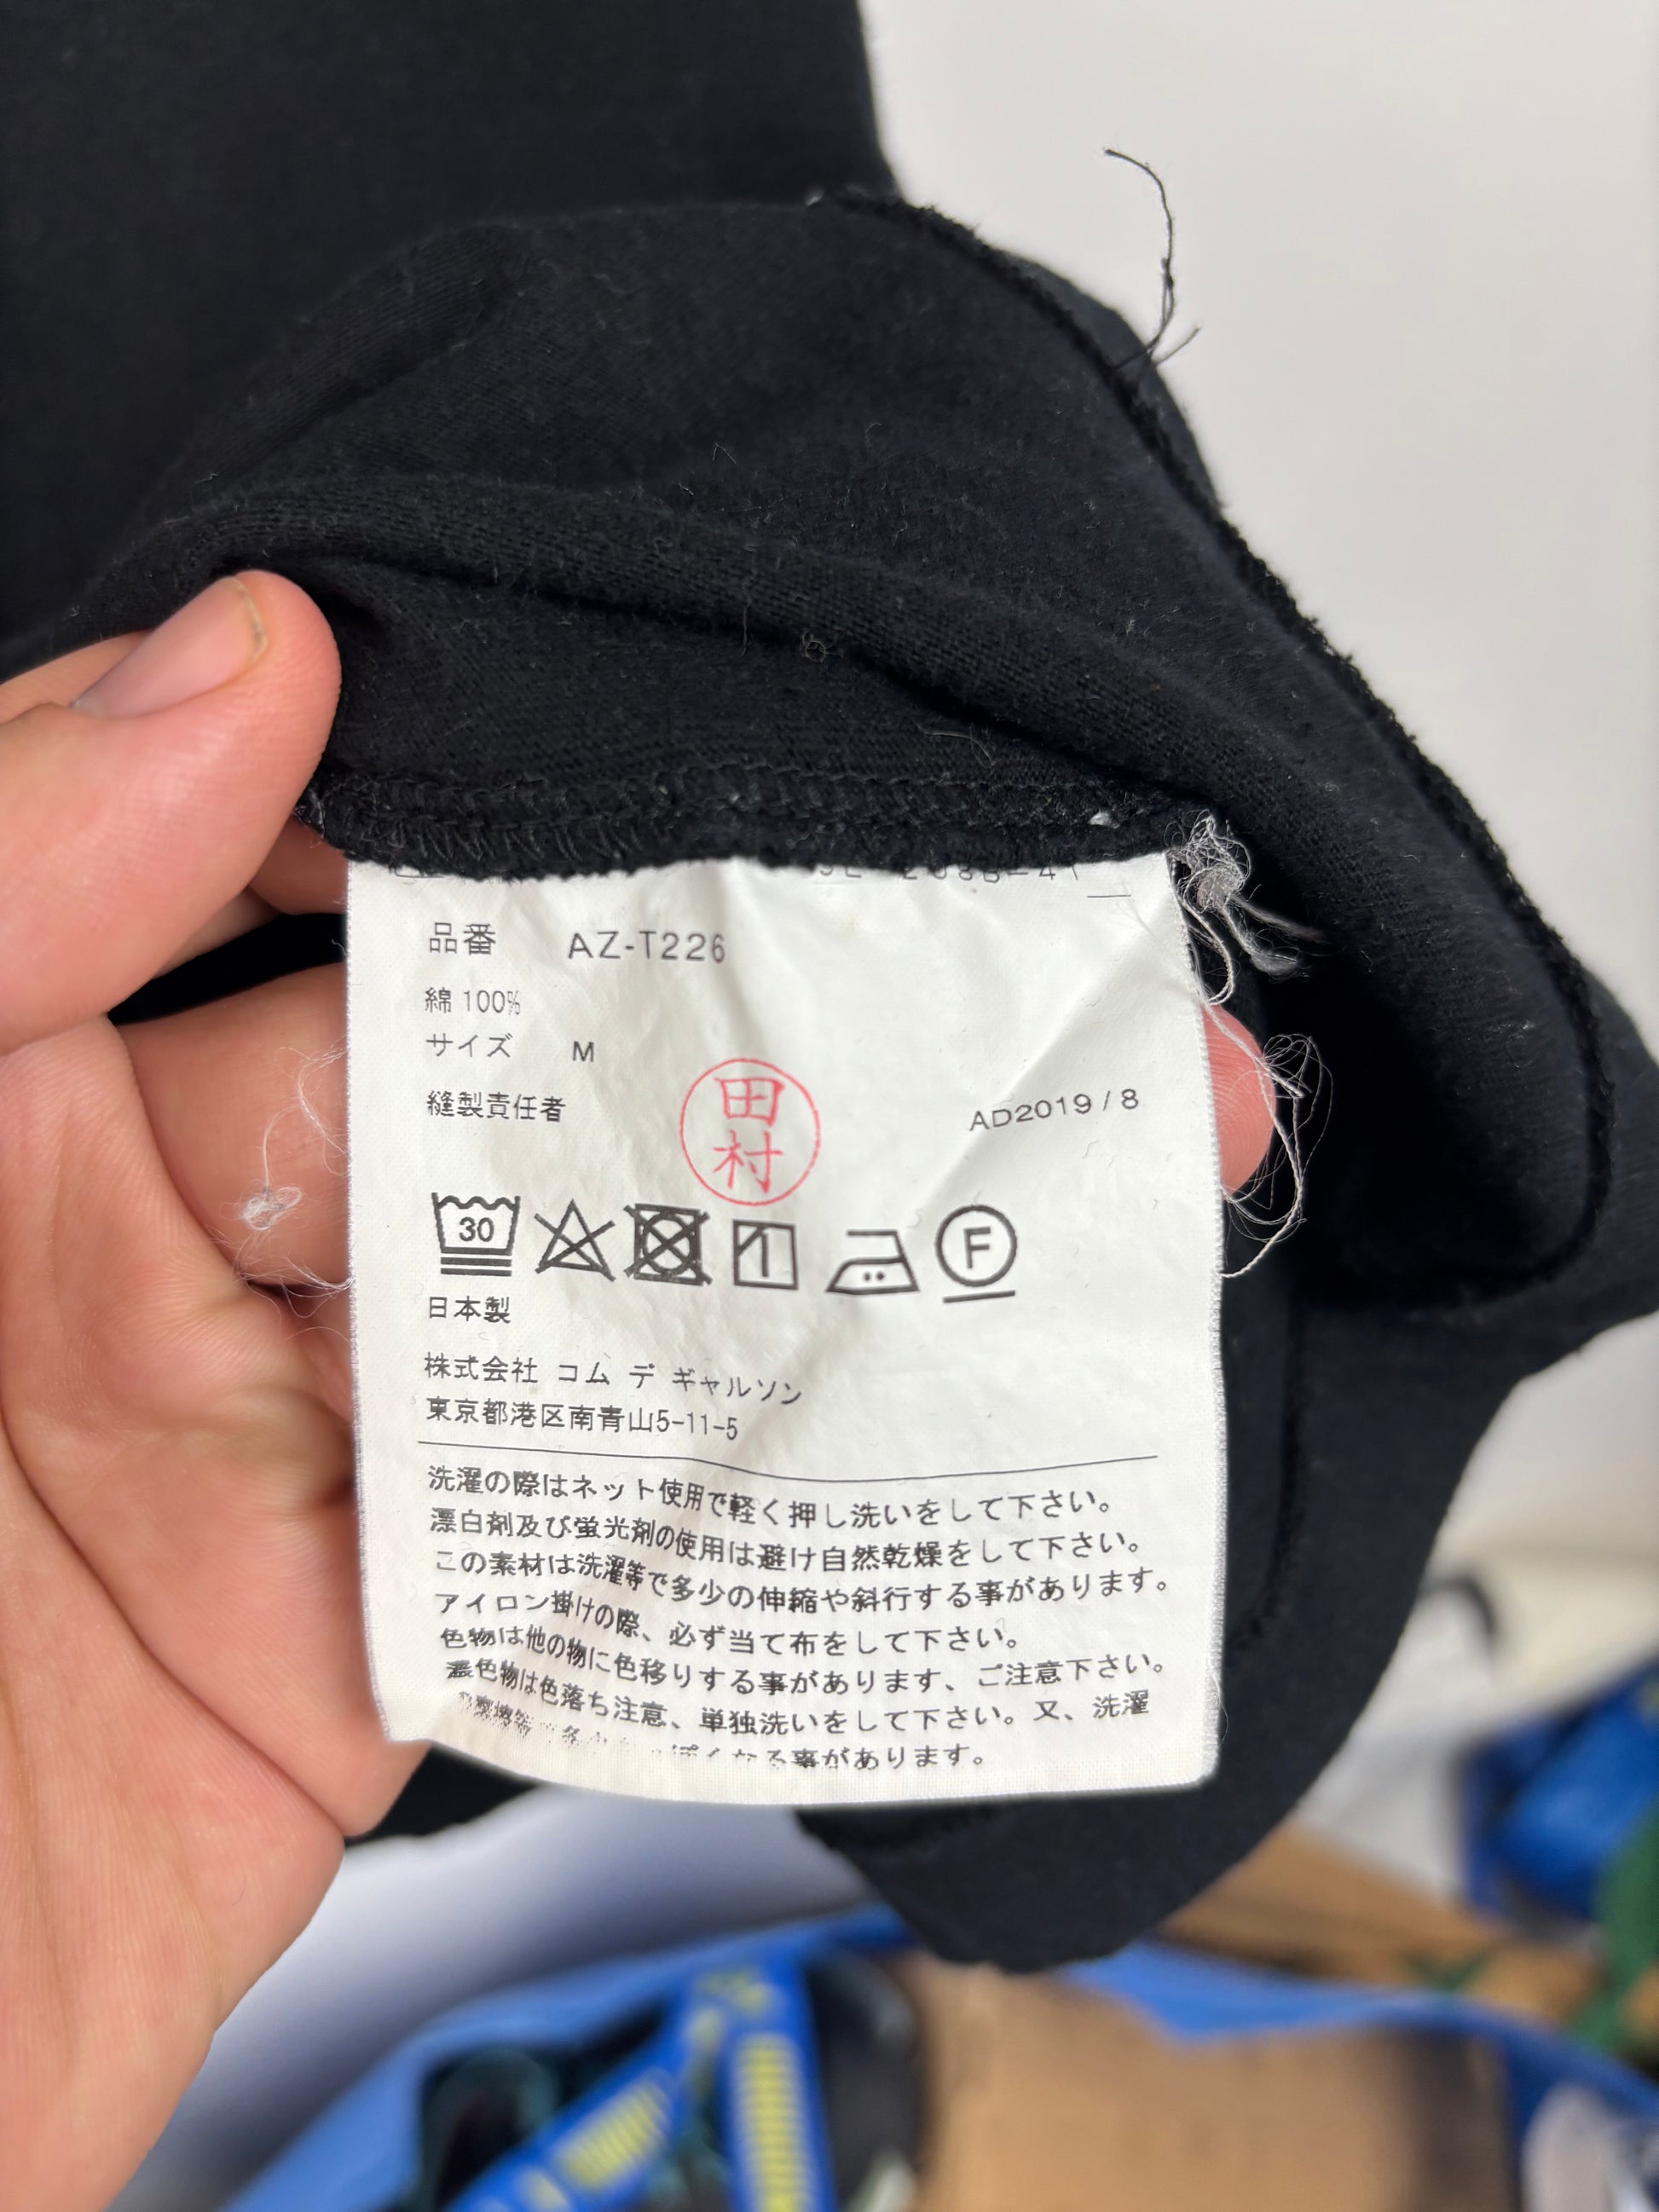 品番 AZ-T226
綿 100%
サイズ M
縫製責任者 田村 AD2019 / 8
30 F
日本製
株式会社 コム デ ギャルソン
東京都港区南青山5-11-5
洗濯の際はネット使用で軽く押し洗いをして下さい。
漂白剤及び蛍光剤の使用は避け自然乾燥をして下さい。
この素材は洗濯等で多少の伸縮や斜行する事があります。
アイロン掛けの際、必ず当て布をして下さい。
色物は他の物に色移りする事があります、ご注意下さい。
濃色物は色落ち注意、単独洗いをして下さい。又、洗濯
なる事があります。